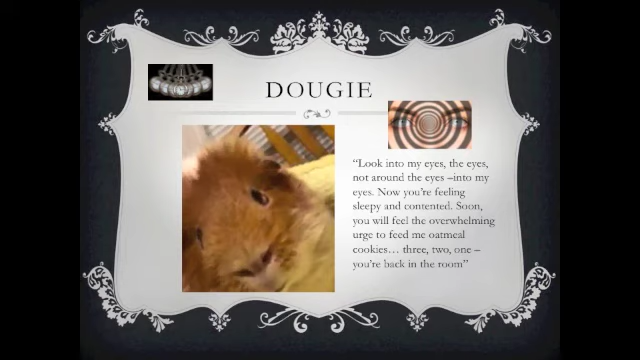 DOUGIE
“Look into my eyes, the eyes,
not around the eyes –into my
eyes. Now you’re feeling
sleepy and contented. Soon,
you will feel the overwhelming
urge to feed me oatmeal
cookies… three, two, one –
you’re back in the room”